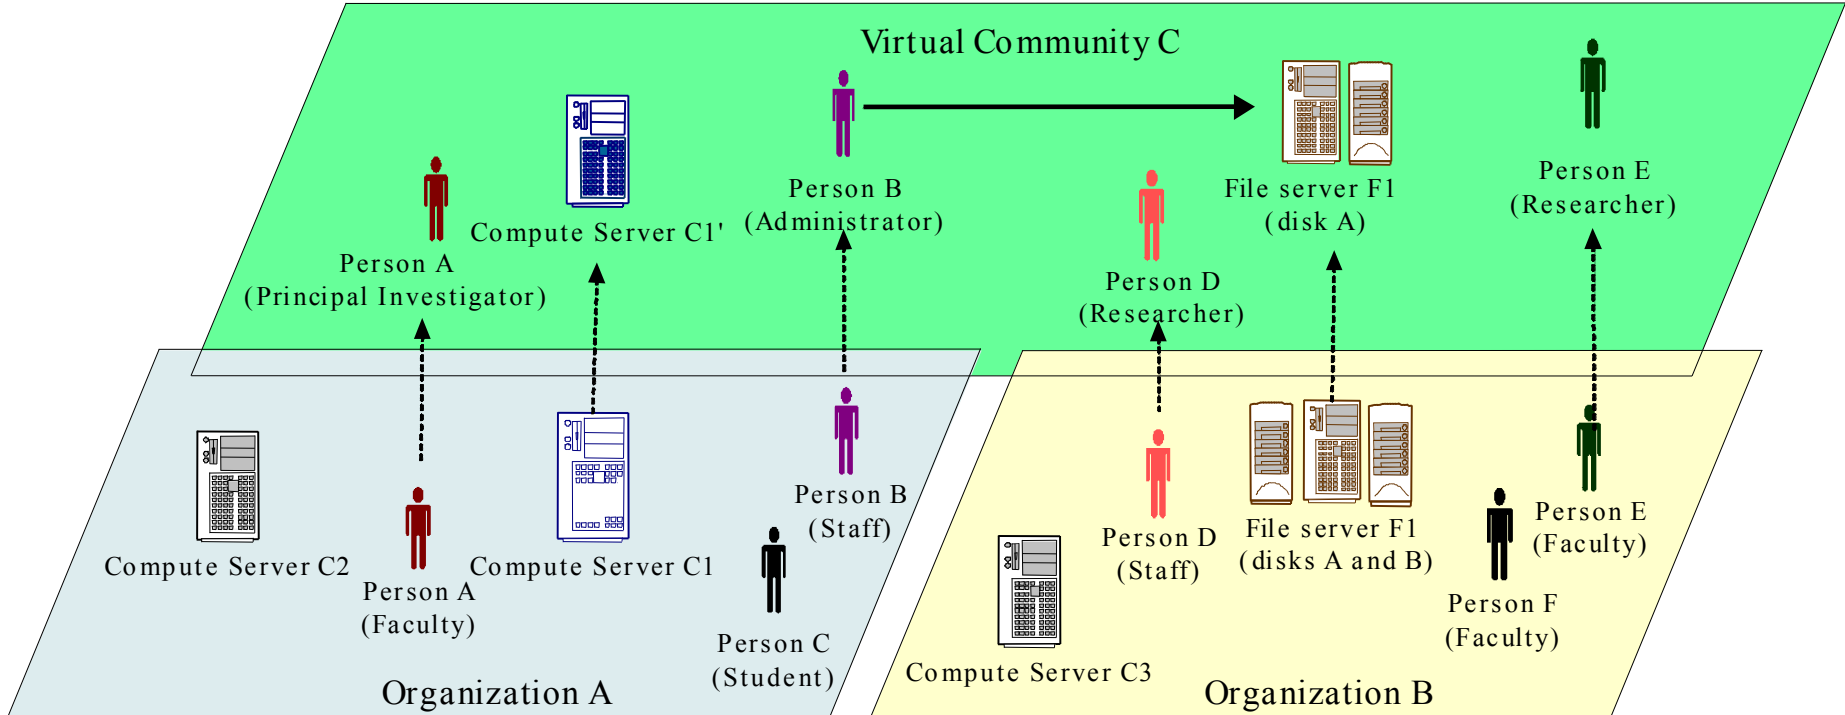 Virtual Community C
Person B
(Administrator)
File server F1
(disk A)
Person E
(Researcher)
Compute Server C1'
Person A
(Principal Investigator)
Person D
(Researcher)
Compute Server C2
Person A
(Faculty)
Compute Server C1
Person B
(Staff)
Person C
(Student)
Organization A
Person D
(Staff)
File server F1
(disks A and B)
Person E
(Faculty)
Person F
(Faculty)
Compute Server C3
Organization B